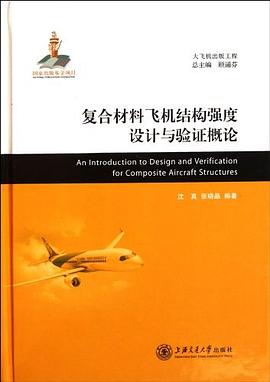 国家出版基金项目
大飞机出版工程
总主编 顾诵芬
复合材料飞机结构强度
设计与验证概论
An Introduction to Design and Verification
for Composite Aircraft Structures
沈 真 张晓晶 编著
上海交通大学出版社